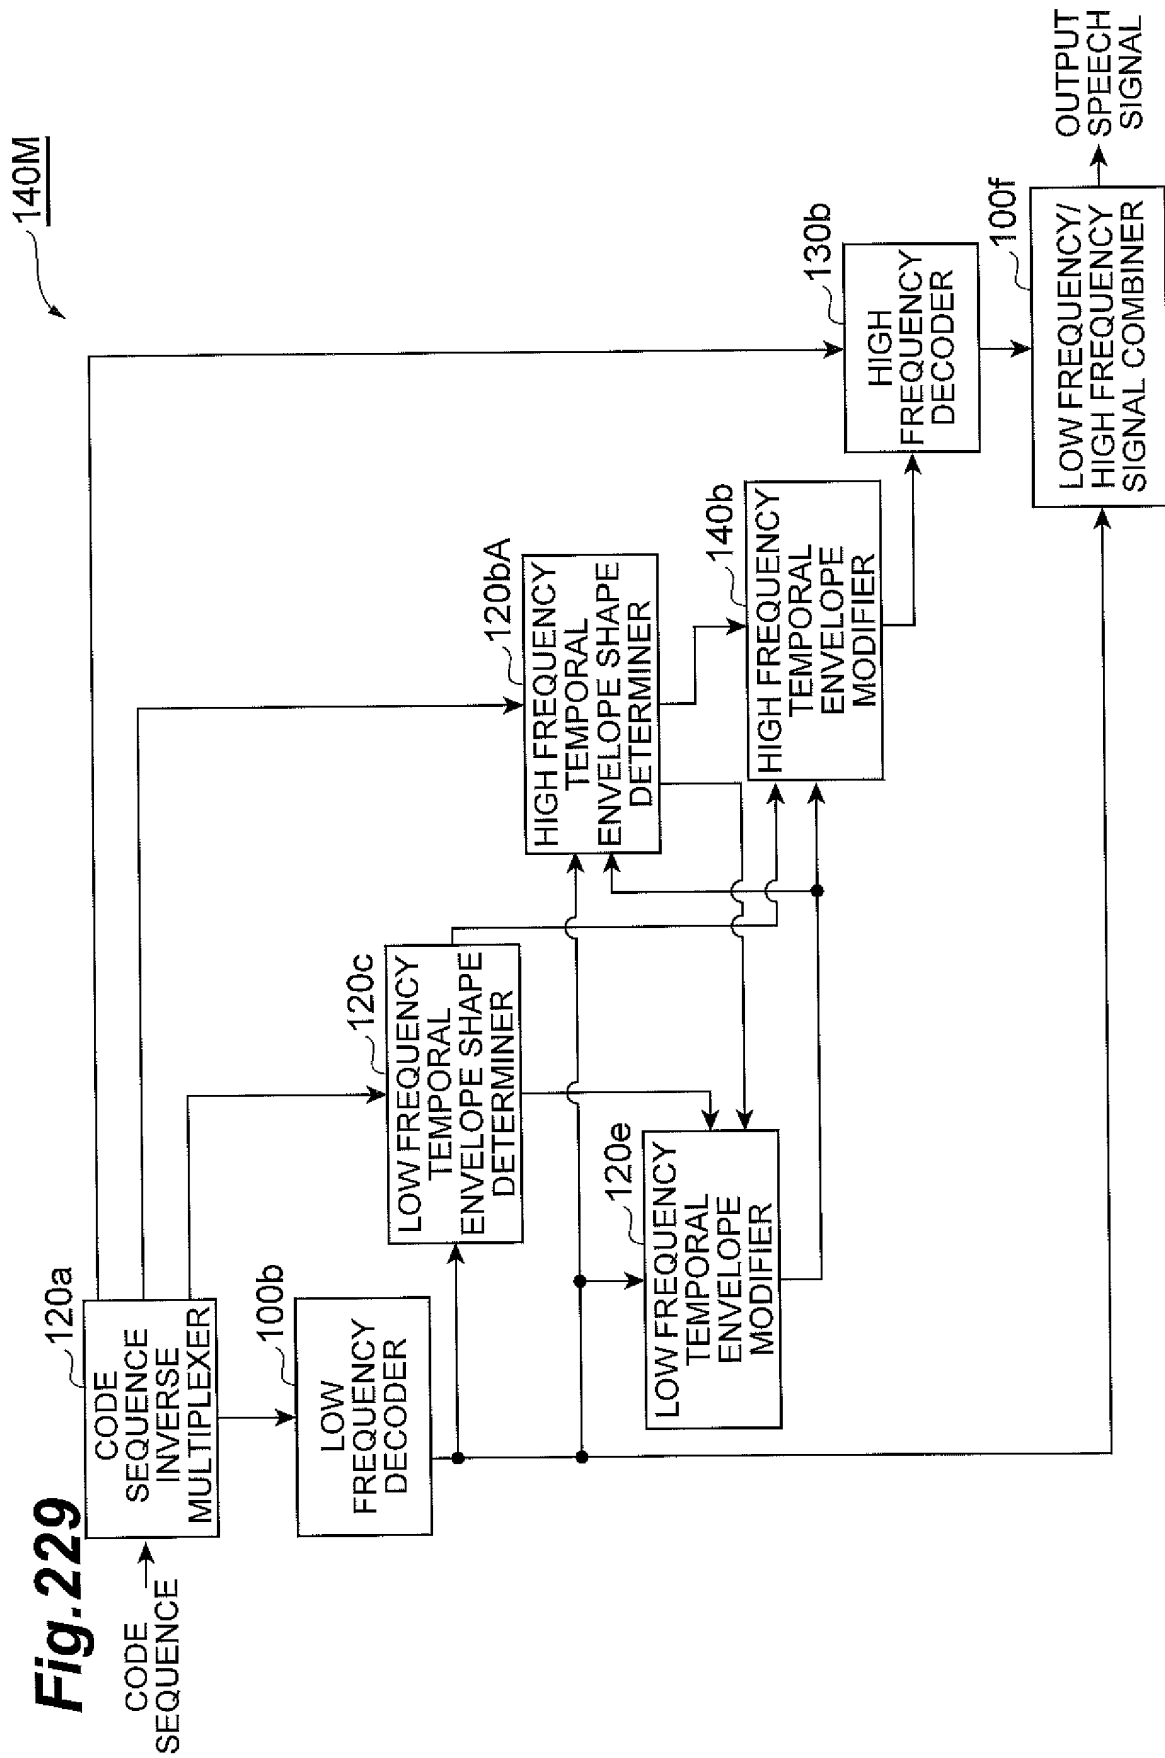 Fig.229
140M
CODE
SEQUENCE
120a
CODE
SEQUENCE
INVERSE
MULTIPLEXER
100b
LOW
FREQUENCY
DECODER
120c
LOW FREQUENCY
TEMPORAL
ENVELOPE SHAPE
DETERMINER
120e
LOW FREQUENCY
TEMPORAL
ENVELOPE
MODIFIER
120bA
HIGH FREQUENCY
TEMPORAL
ENVELOPE SHAPE
DETERMINER
140b
HIGH FREQUENCY
TEMPORAL
ENVELOPE
MODIFIER
130b
HIGH
FREQUENCY
DECODER
100f
LOW FREQUENCY/
HIGH FREQUENCY
SIGNAL COMBINER
OUTPUT
SPEECH
SIGNAL